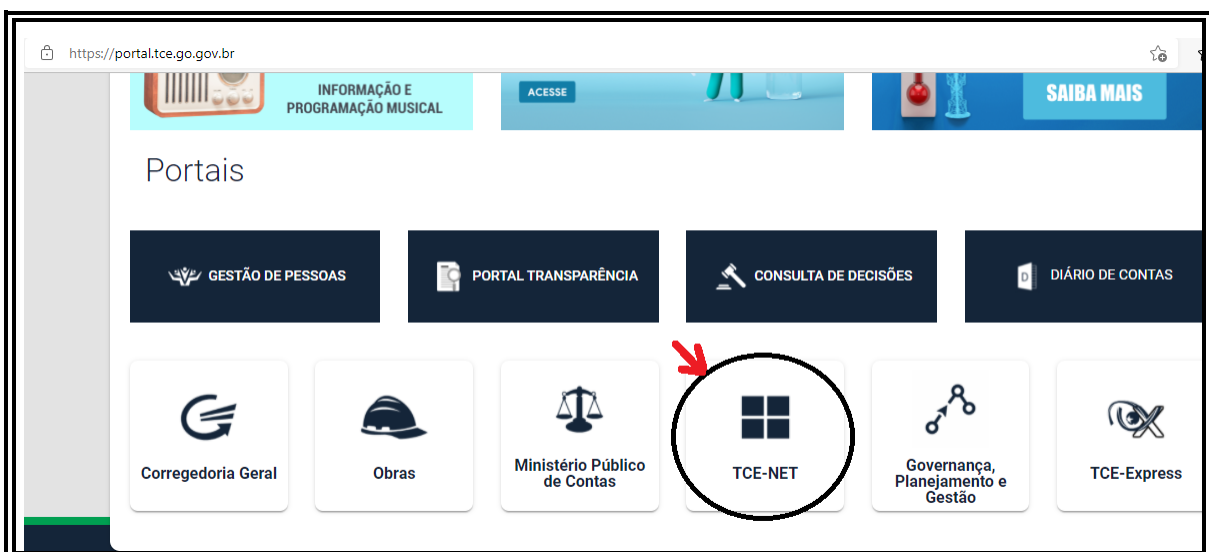 https://portal.tce.go.gov.br
INFORMAÇÃO E
PROGRAMAÇÃO MUSICAL
ACESSE
SAIBA MAIS
Portais
GESTÃO DE PESSOAS
PORTAL TRANSPARÊNCIA
CONSULTA DE DECISÕES
D
DIÁRIO DE CONTAS
Corregedoria Geral
Obras
Ministério Público
de Contas
TCE-NET
Governança,
Planejamento e
Gestão
TCE-Express